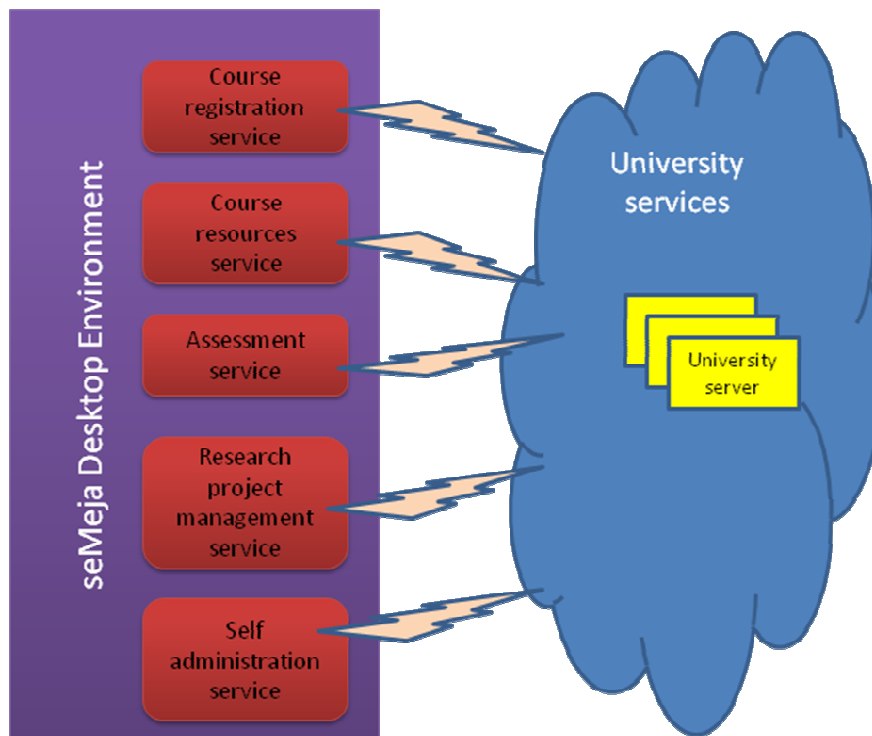 seMeja Desktop Environment
Course
registration
service
Course
resources
service
Assessment
service
Research
project
management
service
Self
administration
service
University
services
University
server